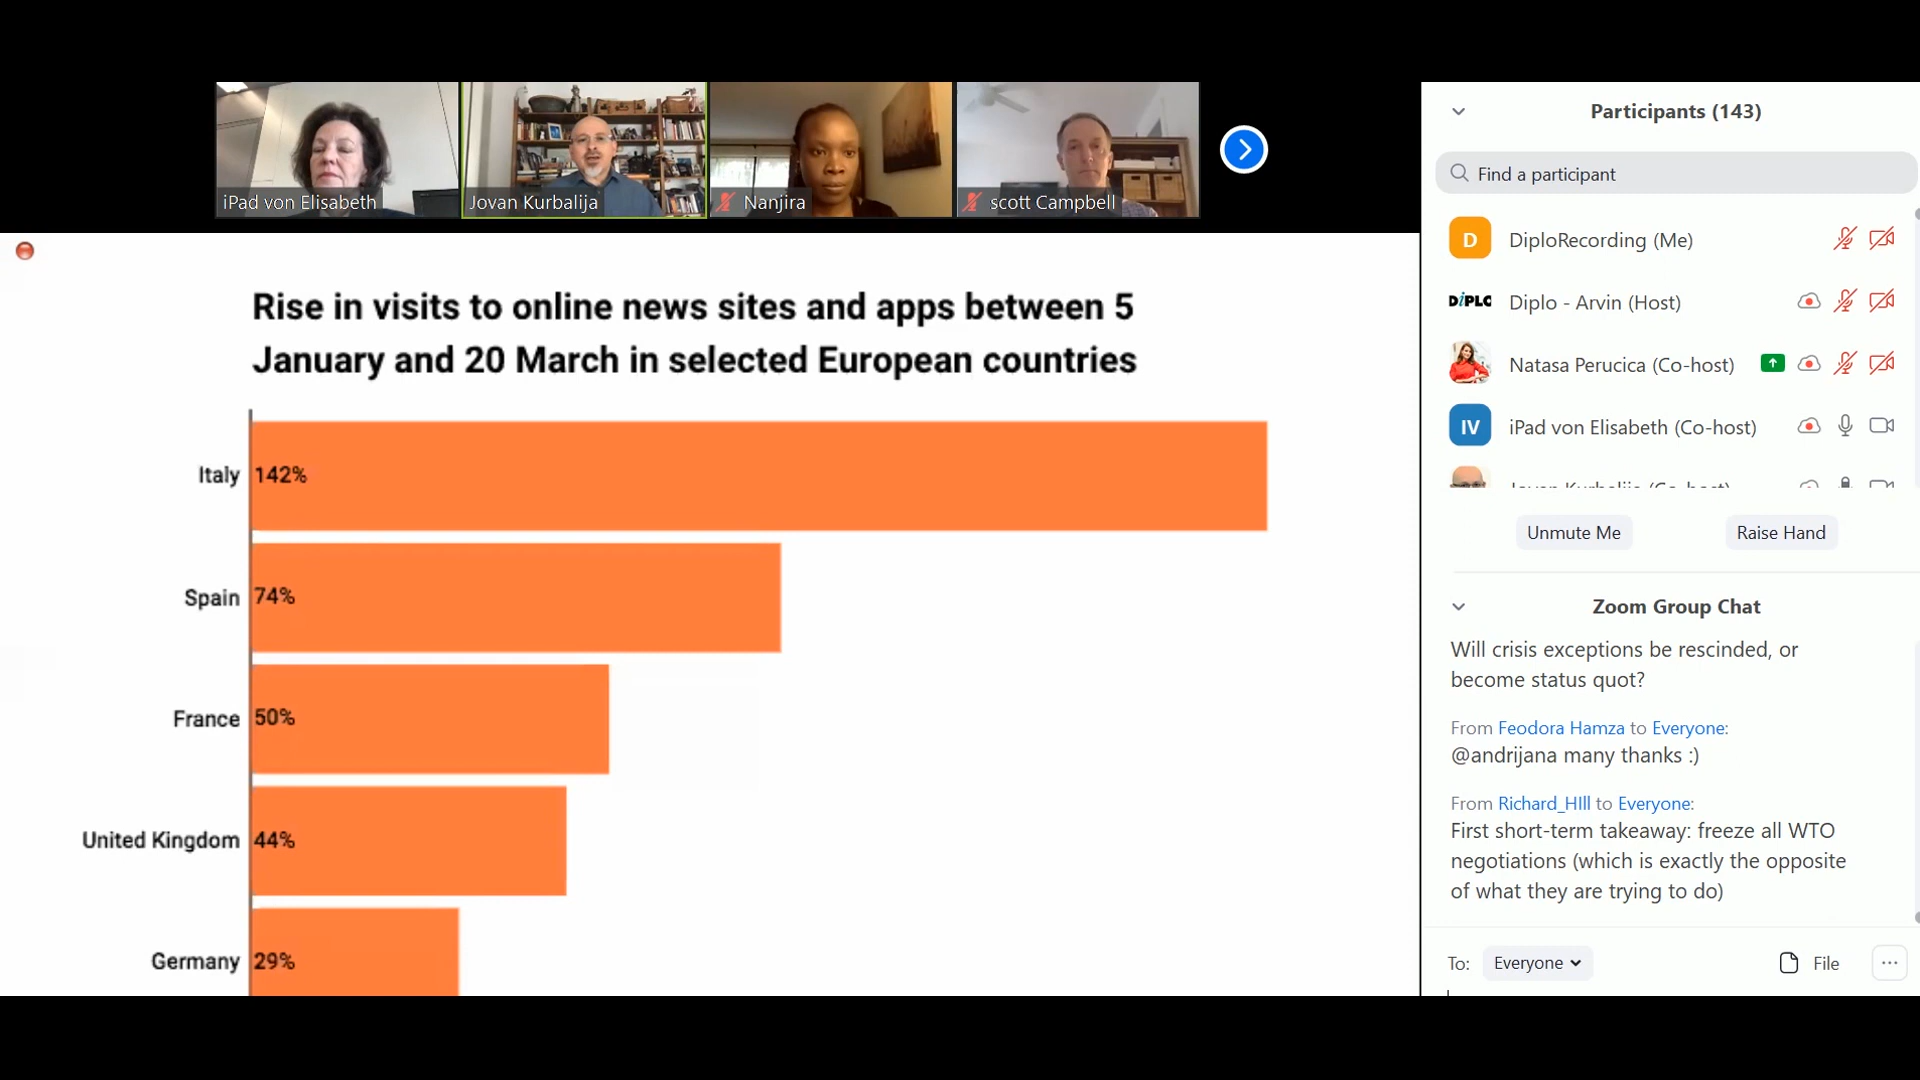 iPad von Elisabeth
Jovan Kurbalija
Nanjira
scott Campbell
Rise in visits to online news sites and apps between 5
January and 20 March in selected European countries
Italy 142%
Spain 74%
France 50%
United Kingdom 44%
Germany 29%
Participants (143)
Find a participant
D DiploRecording (Me)
DiPLO Diplo - Arvin (Host)
Natasa Perucica (Co-host)
IV iPad von Elisabeth (Co-host)
Jovan Kurbalija (Co-host)
Unmute Me Raise Hand
Zoom Group Chat
Will crisis exceptions be rescinded, or
become status quot?
From Feodora Hamza to Everyone:
@andrijana many thanks :)
From Richard_HIll to Everyone:
First short-term takeaway: freeze all WTO
negotiations (which is exactly the opposite
of what they are trying to do)
To: Everyone File